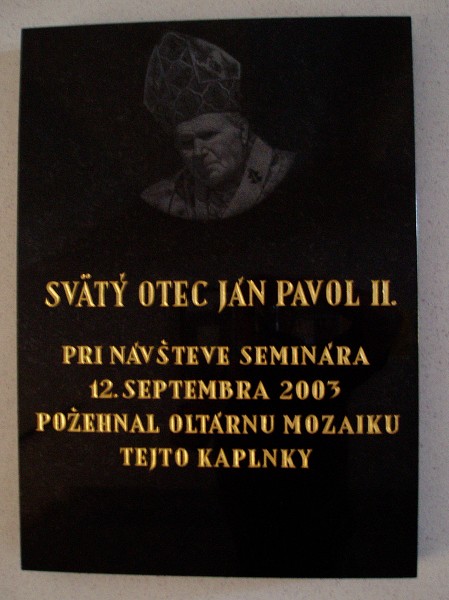 SVÄTÝ OTEC JÁN PAVOL II.
PRI NÁVŠTEVE SEMINÁRA
12. SEPTEMBRA 2003
POŽEHNAL OLTÁRNU MOZAIKU
TEJTO KAPLNKY